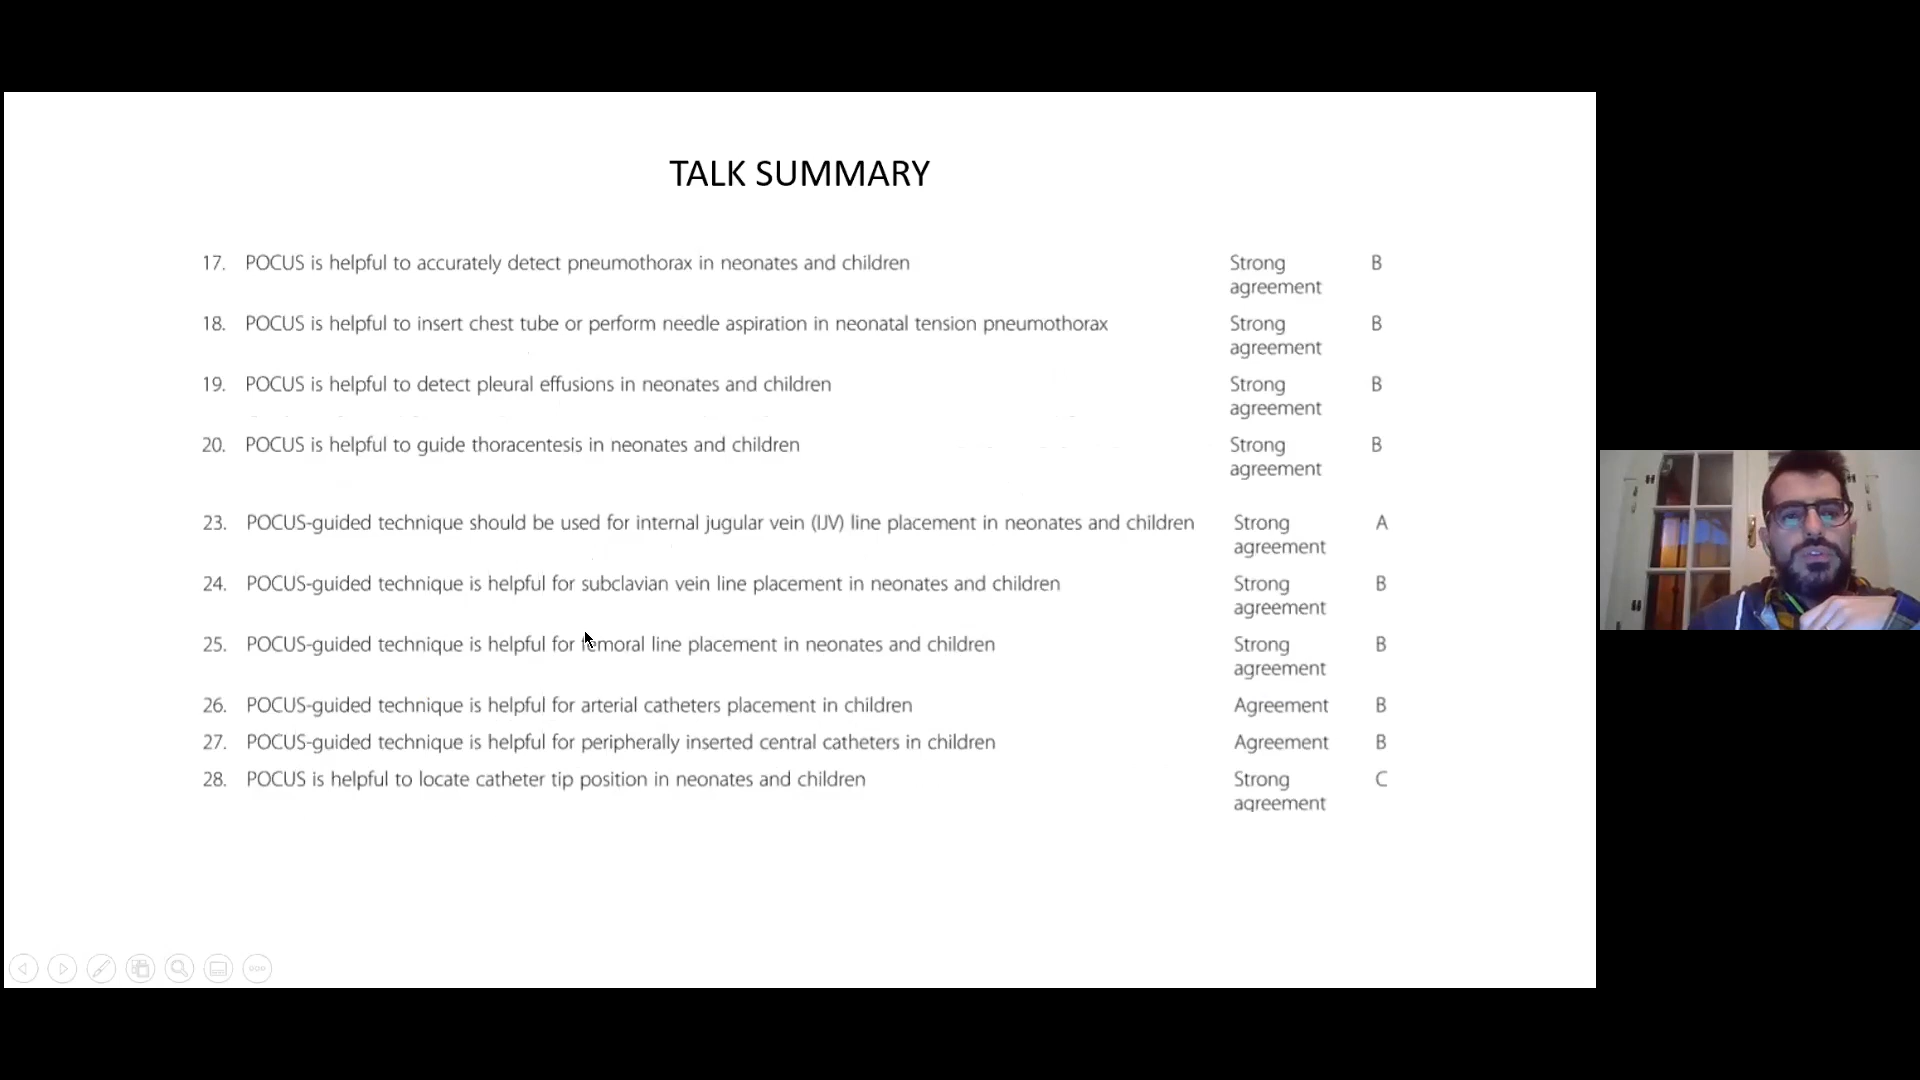 TALK SUMMARY
17. POCUS is helpful to accurately detect pneumothorax in neonates and children Strong agreement B
18. POCUS is helpful to insert chest tube or perform needle aspiration in neonatal tension pneumothorax Strong agreement B
19. POCUS is helpful to detect pleural effusions in neonates and children Strong agreement B
20. POCUS is helpful to guide thoracentesis in neonates and children Strong agreement B
23. POCUS-guided technique should be used for internal jugular vein (IJV) line placement in neonates and children Strong agreement A
24. POCUS-guided technique is helpful for subclavian vein line placement in neonates and children Strong agreement B
25. POCUS-guided technique is helpful for femoral line placement in neonates and children Strong agreement B
26. POCUS-guided technique is helpful for arterial catheters placement in children Agreement B
27. POCUS-guided technique is helpful for peripherally inserted central catheters in children Agreement B
28. POCUS is helpful to locate catheter tip position in neonates and children Strong agreement C